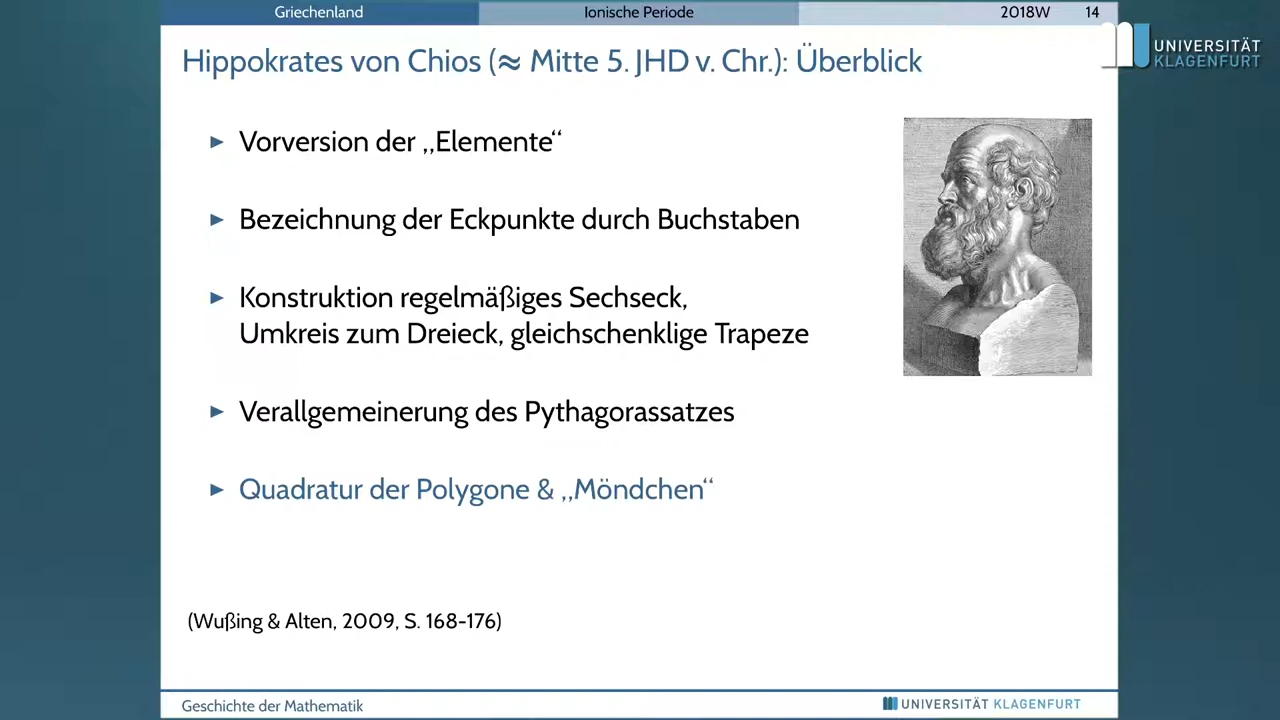 Griechenland Ionische Periode 2018W 14
UNIVERSITÄT
KLAGENFURT
Hippokrates von Chios (≈ Mitte 5. JHD v. Chr.): Überblick
▶ Vorversion der „Elemente“
▶ Bezeichnung der Eckpunkte durch Buchstaben
▶ Konstruktion regelmäßiges Sechseck,
Umkreis zum Dreieck, gleichschenklige Trapeze
▶ Verallgemeinerung des Pythagorassatzes
▶ Quadratur der Polygone & „Möndchen“
(Wußing & Alten, 2009, S. 168-176)
Geschichte der Mathematik UNIVERSITÄT KLAGENFURT